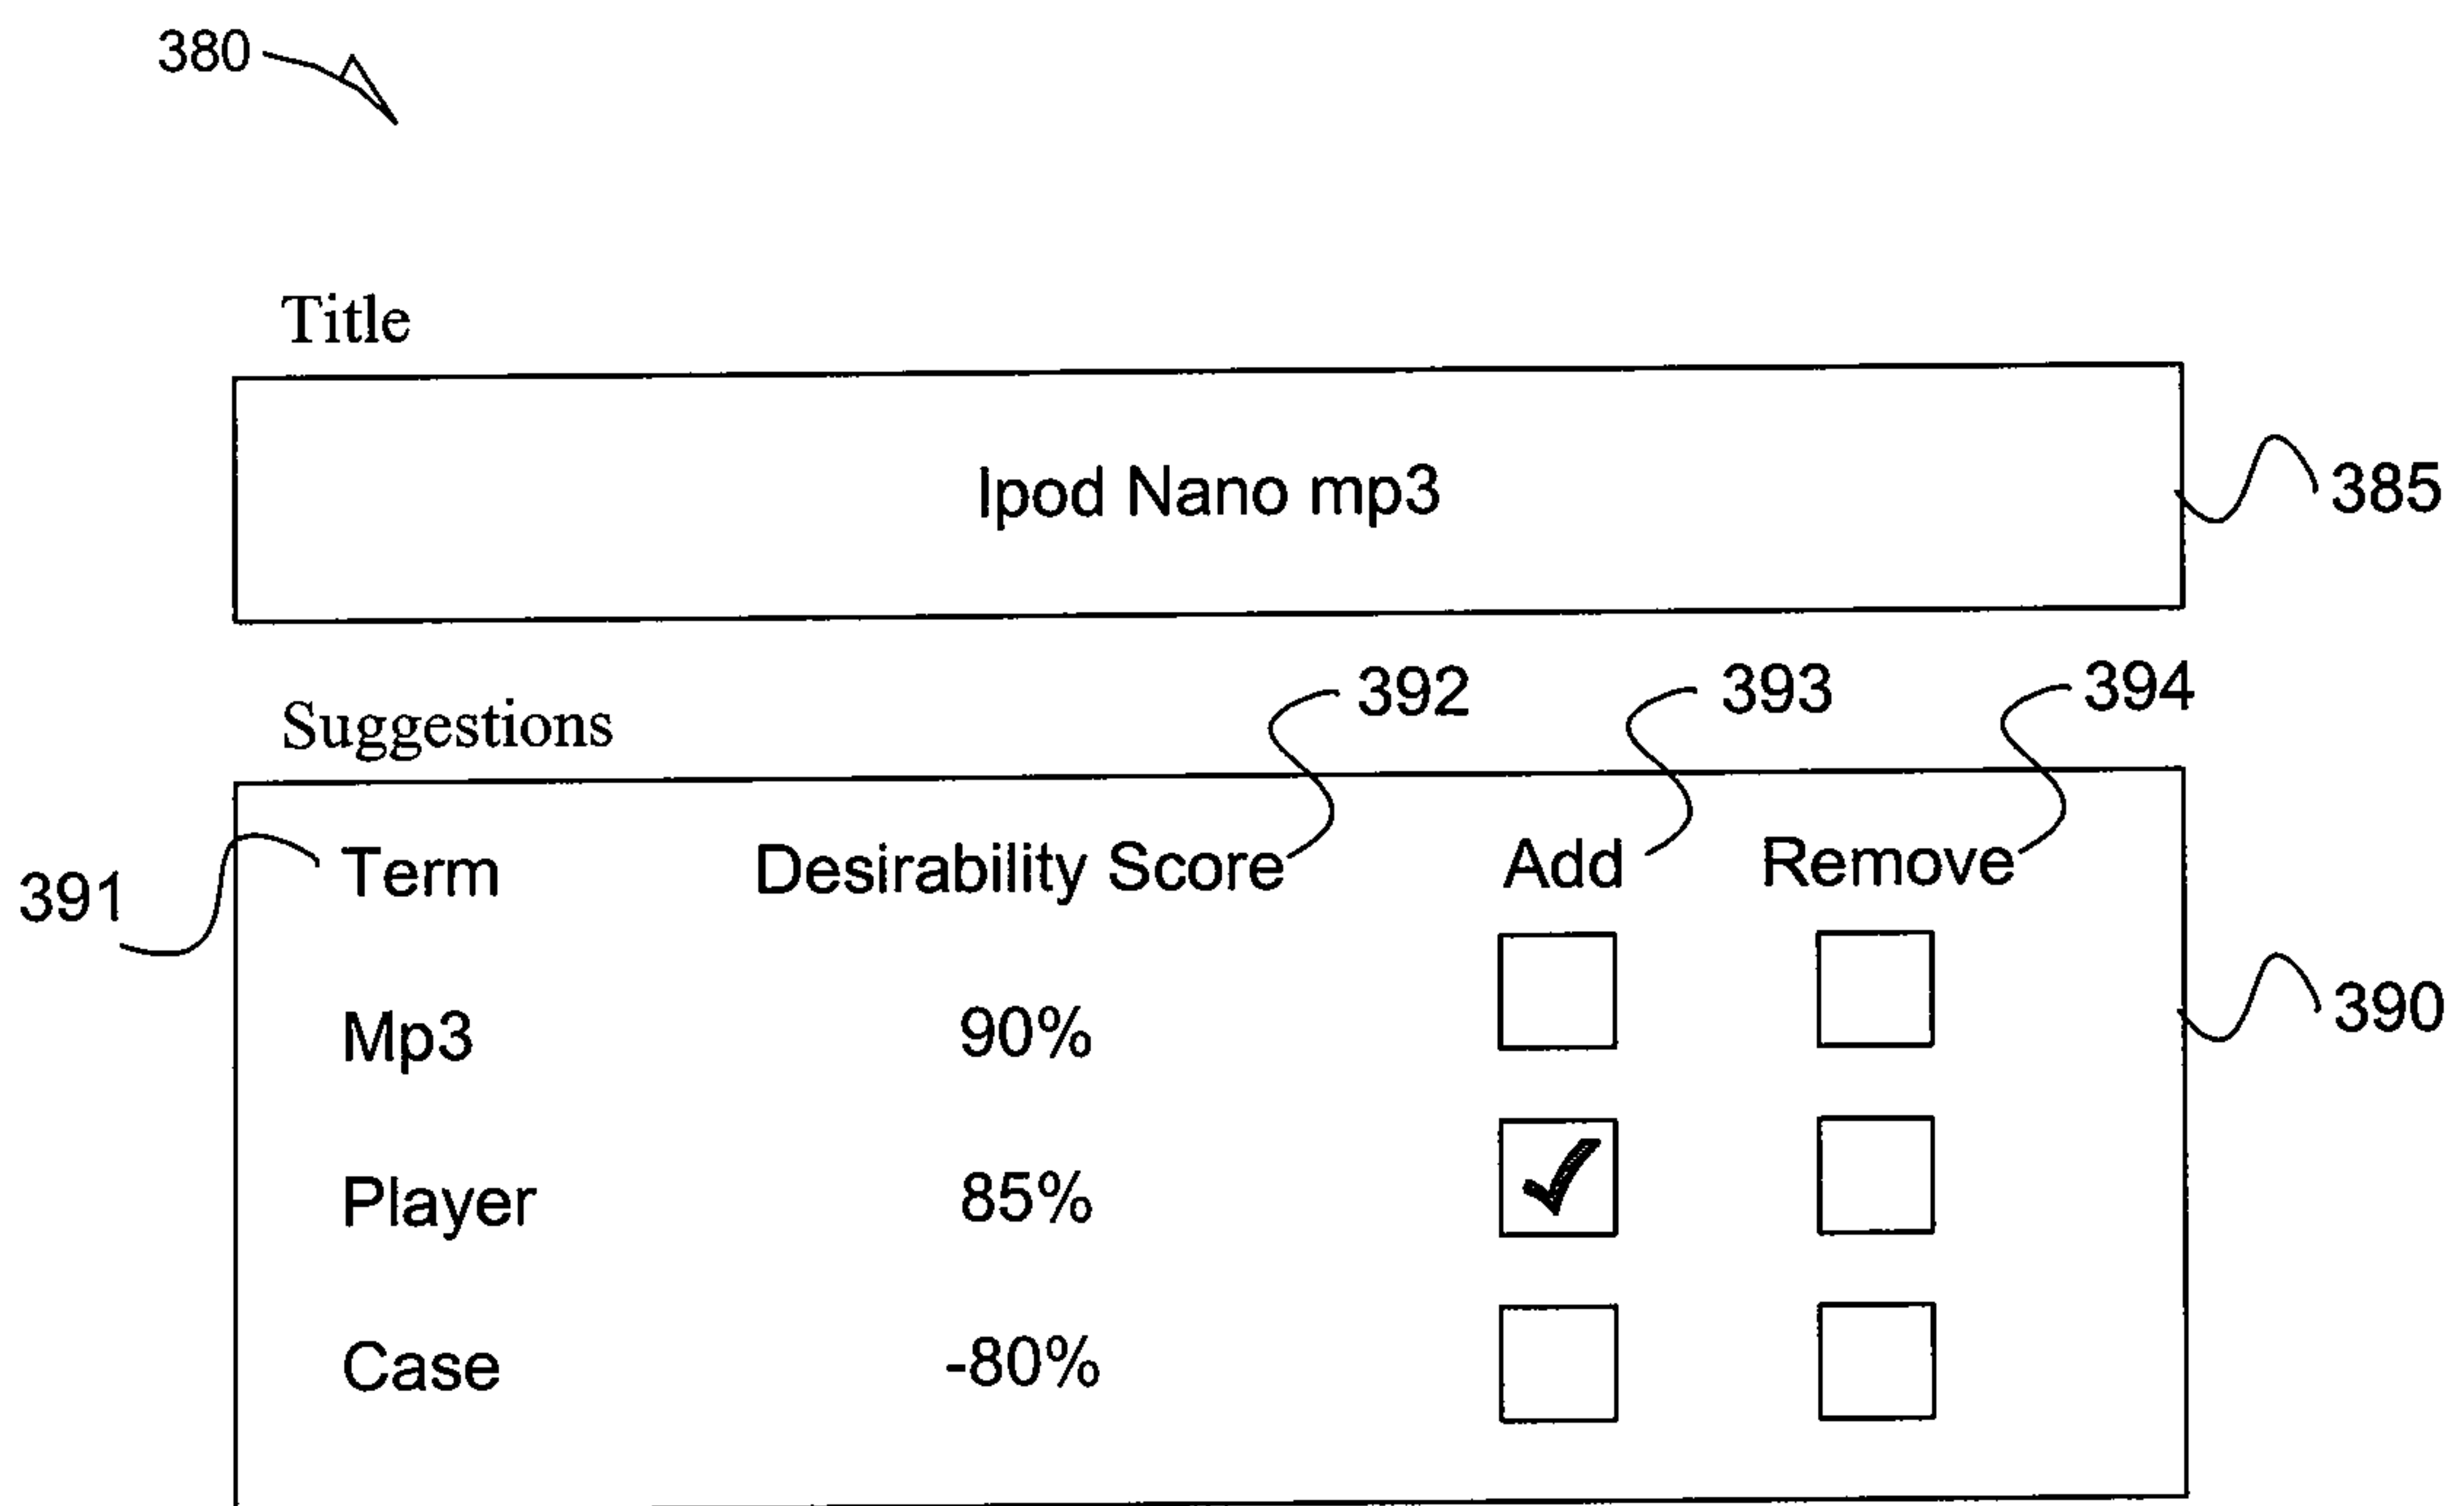 380
Title
Ipod Nano mp3
385
Suggestions
392
393
394
391
Term Desirability Score Add Remove
Mp3 90%
390
Player 85%
Case -80%